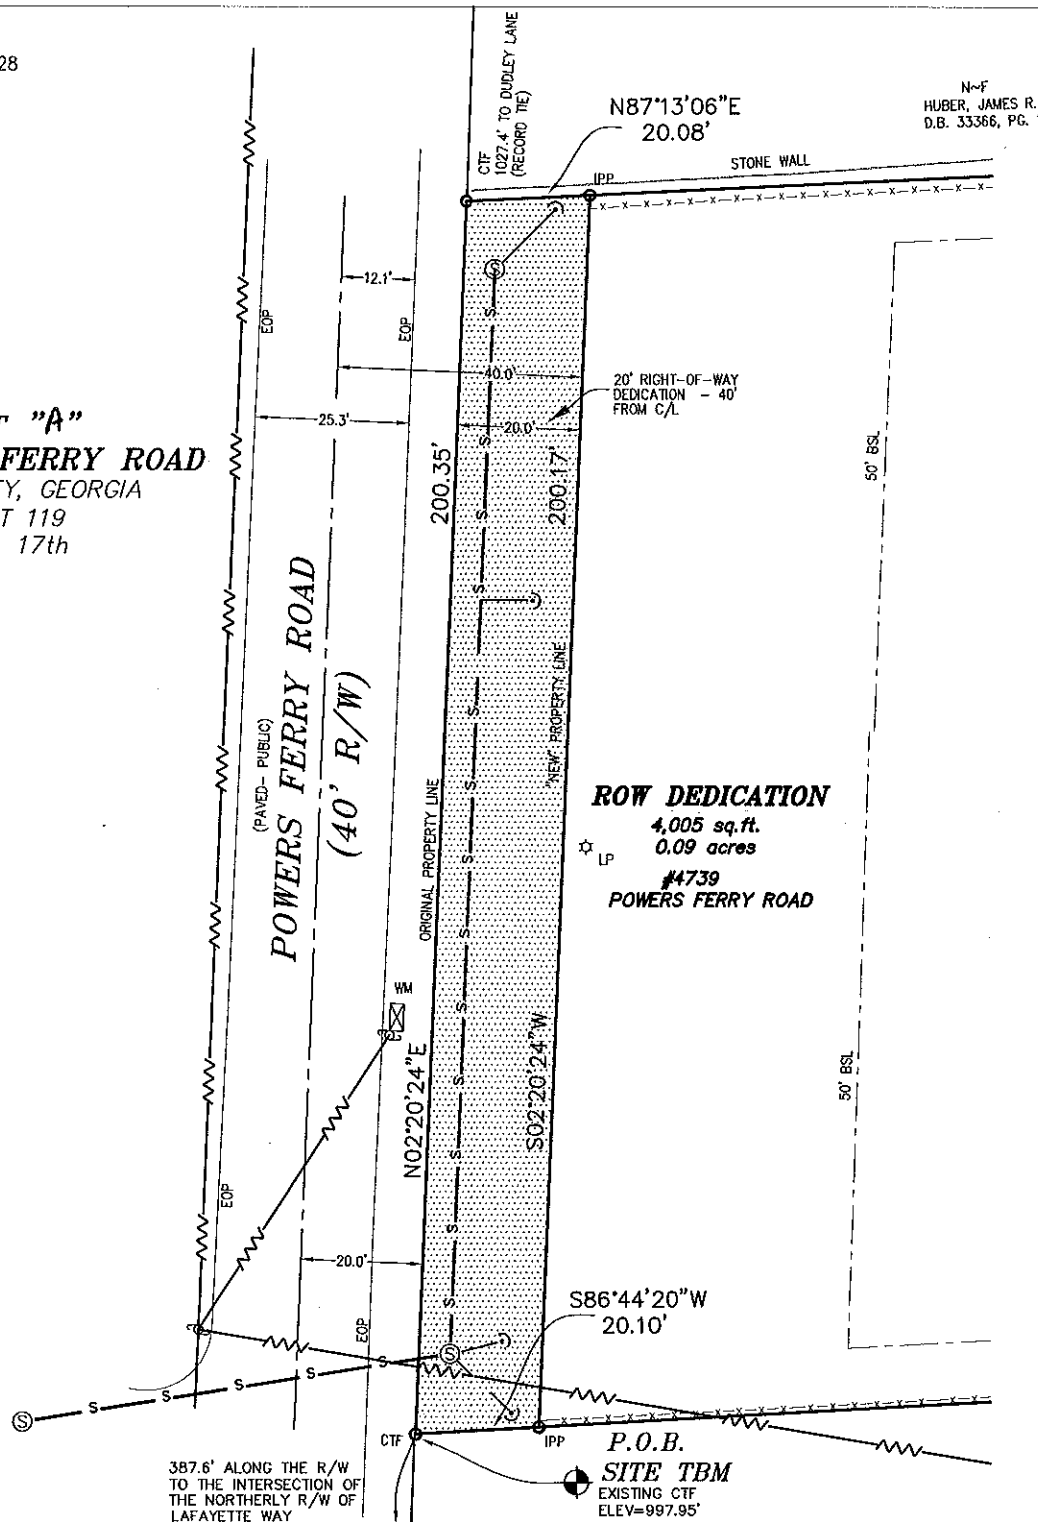 28
CTF
1027.4' TO DUDLEY LANE
(RECORD TIE)
N87°13'06"E
20.08'
N~F
HUBER, JAMES R.
D.B. 33366, PG.
STONE WALL
IPP
12.1'
EOP
EOP
40.0'
20' RIGHT-OF-WAY
DEDICATION - 40'
FROM C/L
25.3'
20.0'
"A"
FERRY ROAD
TY, GEORGIA
T 119
17th
200.35'
200.17'
50' BSL
S
S
S
S
S
S
S
S
S
S
POWERS FERRY ROAD
(40' R/W)
(PAVED- PUBLIC)
ORIGINAL PROPERTY LINE
"NEW" PROPERTY LINE
ROW DEDICATION
4,005 sq.ft.
0.09 acres
#4739
POWERS FERRY ROAD
LP
WM
N02°20'24"E
S02°20'24"W
50' BSL
EOP
20.0'
EOP
S86°44'20"W
20.10'
S
S
S
S
S
S
S
CTF
IPP
P.O.B.
SITE TBM
EXISTING CTF
ELEV=997.95'
387.6' ALONG THE R/W
TO THE INTERSECTION OF
THE NORTHERLY R/W OF
LAFAYETTE WAY